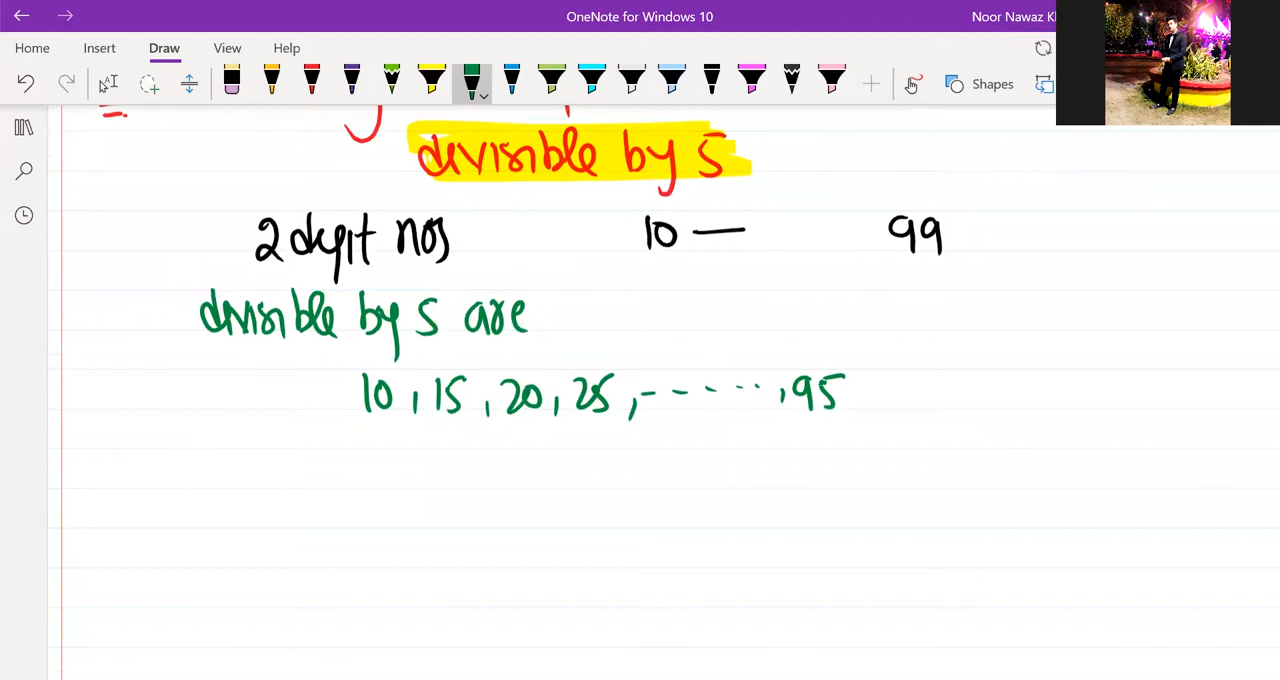 OneNote for Windows 10
Noor Nawaz Kh
Home Insert Draw View Help
Shapes
divisible by 5
2 digit nos 10 — 99
divisible by 5 are
10, 15, 20, 25, ------, 95